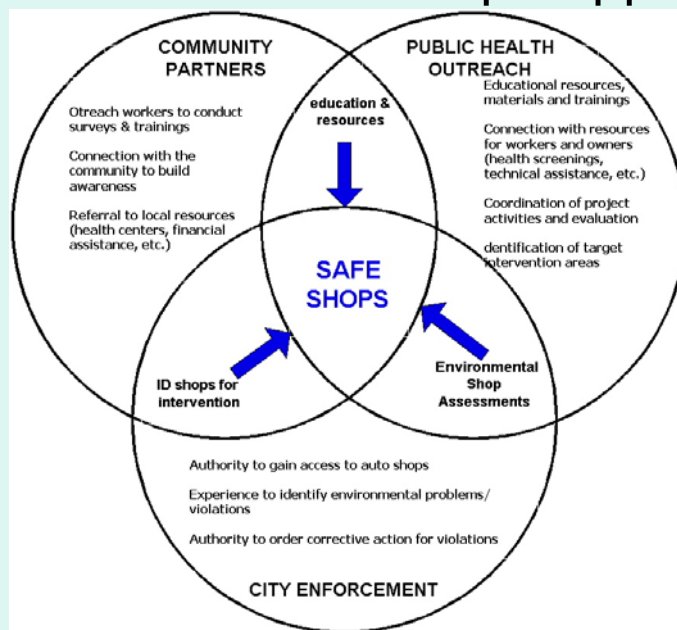 COMMUNITY
PARTNERS
Otreach workers to conduct
surveys & trainings
Connection with the
community to build
awareness
Referral to local resources
(health centers, financial
assistance, etc.)
PUBLIC HEALTH
OUTREACH
Educational resources,
materials and trainings
Connection with resources
for workers and owners
(health screenings,
technical assistance, etc.)
Coordination of project
activities and evaluation
dentification of target
intervention areas
education &
resources
SAFE
SHOPS
ID shops for
intervention
Environmental
Shop
Assessments
Authority to gain access to auto shops
Experience to identify environmental problems/
violations
Authority to order corrective action for violations
CITY ENFORCEMENT